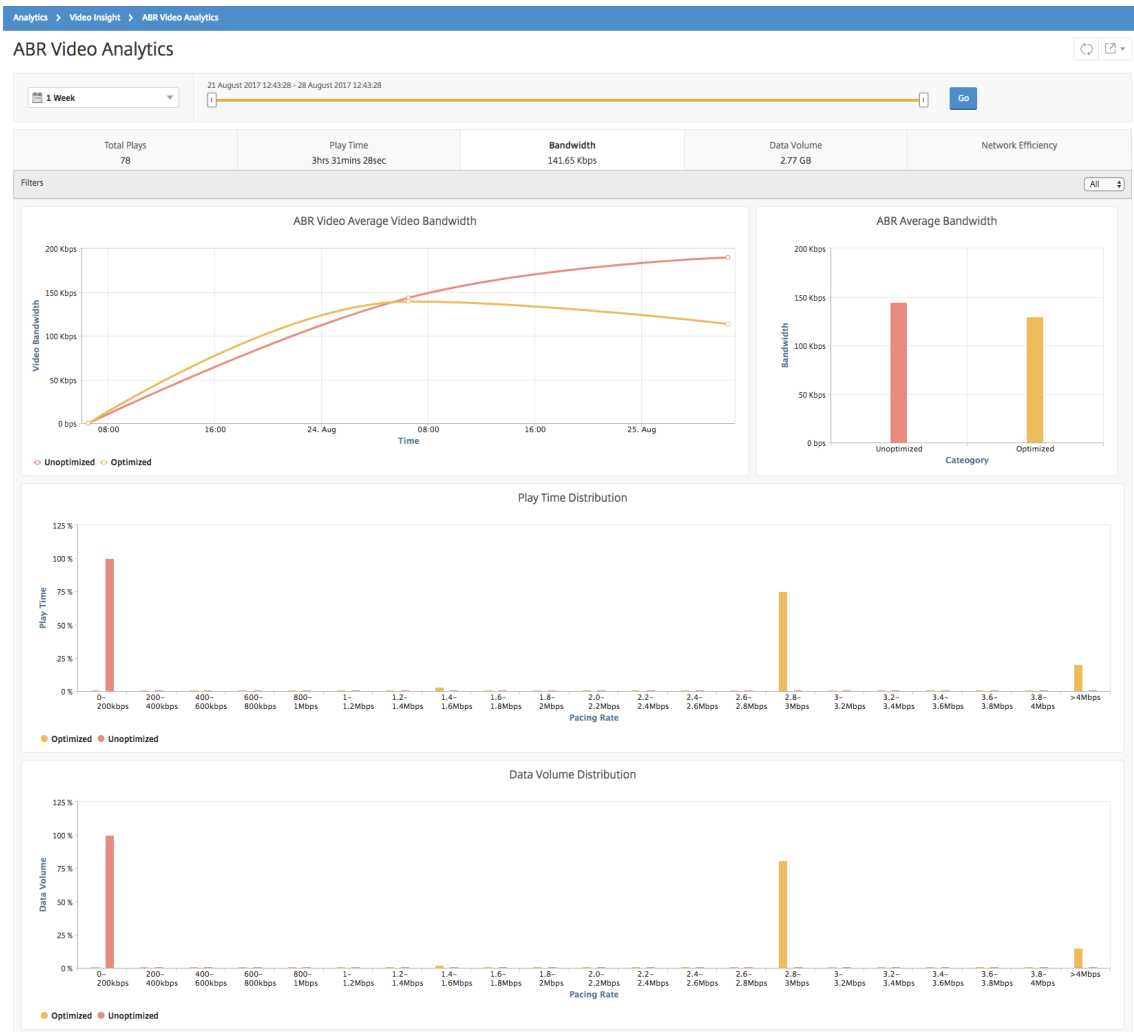 Analytics > Video Insight > ABR Video Analytics
ABR Video Analytics
1 Week
21 August 2017 12:43:28 - 28 August 2017 12:43:28
Go
Total Plays
78
Play Time
3hrs 31mins 28sec
Bandwidth
141.65 Kbps
Data Volume
2.77 GB
Network Efficiency
Filters
All
ABR Video Average Video Bandwidth
200 Kbps
150 Kbps
100 Kbps
50 Kbps
0 bps
Video Bandwidth
08:00 16:00 24. Aug 08:00 16:00 25. Aug
Time
Unoptimized Optimized
ABR Average Bandwidth
200 Kbps
150 Kbps
100 Kbps
50 Kbps
0 bps
Bandwidth
Unoptimized Optimized
Cateogory
Play Time Distribution
125 %
100 %
75 %
50 %
25 %
0 %
Play Time
0– 200– 400– 600– 800– 1– 1.2– 1.4– 1.6– 1.8– 2.0– 2.2– 2.4– 2.6– 2.8– 3– 3.2– 3.4– 3.6– 3.8– >4Mbps
200kbps 400kbps 600kbps 800kbps 1Mbps 1.2Mbps 1.4Mbps 1.6Mbps 1.8Mbps 2Mbps 2.2Mbps 2.4Mbps 2.6Mbps 2.8Mbps 3Mbps 3.2Mbps 3.4Mbps 3.6Mbps 3.8Mbps 4Mbps
Pacing Rate
Optimized Unoptimized
Data Volume Distribution
125 %
100 %
75 %
50 %
25 %
0 %
Data Volume
0– 200– 400– 600– 800– 1– 1.2– 1.4– 1.6– 1.8– 2.0– 2.2– 2.4– 2.6– 2.8– 3– 3.2– 3.4– 3.6– 3.8– >4Mbps
200kbps 400kbps 600kbps 800kbps 1Mbps 1.2Mbps 1.4Mbps 1.6Mbps 1.8Mbps 2Mbps 2.2Mbps 2.4Mbps 2.6Mbps 2.8Mbps 3Mbps 3.2Mbps 3.4Mbps 3.6Mbps 3.8Mbps 4Mbps
Pacing Rate
Optimized Unoptimized